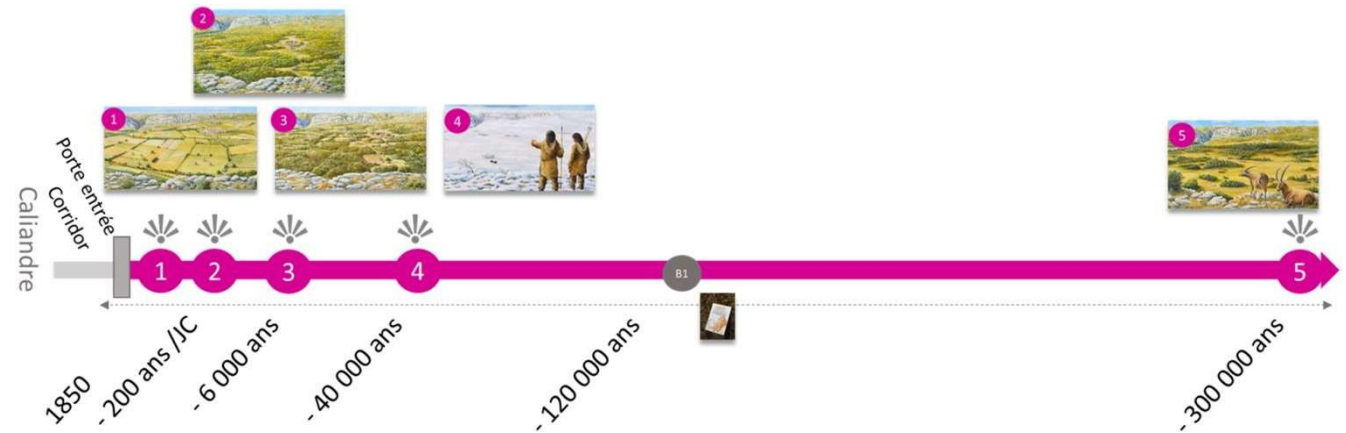 2
1
3
4
5
Porte entrée
Corridor
Caliandre
1
2
3
4
B1
5
1850
- 200 ans /JC
- 6 000 ans
- 40 000 ans
- 120 000 ans
- 300 000 ans